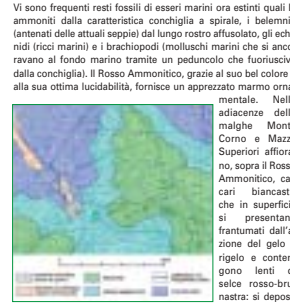 Vi sono frequenti resti fossili di esseri marini ora estinti quali
ammoniti dalla caratteristica conchiglia a spirale, i belemni
(antenati delle attuali seppie) dal lungo rostro affusolato, gli ech
nidi (ricci marini) e i brachiopodi (molluschi marini che si anco
ravano al fondo marino tramite un peduncolo che fuoriusciv
dalla conchiglia). Il Rosso Ammonitico, grazie al suo bel colore
alla sua ottima lucidabilità, fornisce un apprezzato marmo orna
mentale. Nell
adiacenze dell
malghe Mont
Corno e Mazz
Superiori affiora
no, sopra il Ross
Ammonitico, ca
cari biancast
che in superfici
si presentan
frantumati dall'a
zione del gelo
rigelo e conten
gono lenti
selce rosso-bru
nastra: si depos